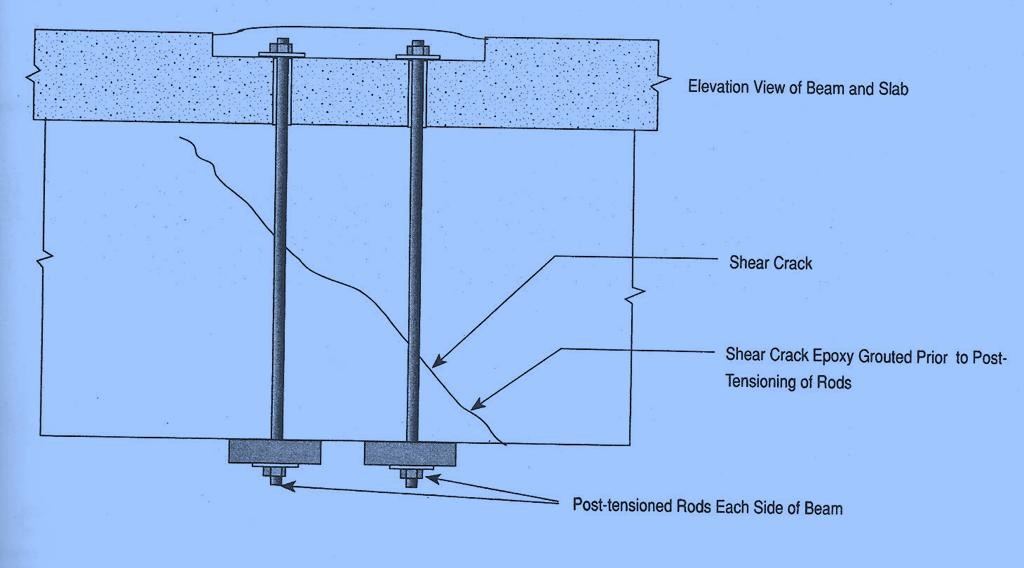 Elevation View of Beam and Slab
Shear Crack
Shear Crack Epoxy Grouted Prior to Post-
Tensioning of Rods
Post-tensioned Rods Each Side of Beam